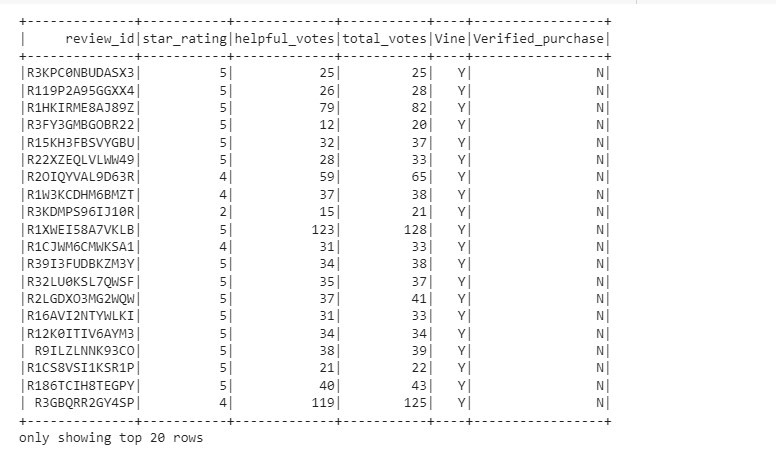 +--------------+-----------+-------------+-----------+----+-----------------+
|     review_id|star_rating|helpful_votes|total_votes|Vine|Verified_purchase|
+--------------+-----------+-------------+-----------+----+-----------------+
|R3KPC0NBUDASX3|          5|           25|         25|   Y|                N|
|R119P2A95GGXX4|          5|           26|         28|   Y|                N|
|R1HKIRME8AJ89Z|          5|           79|         82|   Y|                N|
|R3FY3GMBGOBR22|          5|           12|         20|   Y|                N|
|R15KH3FBSVYGBU|          5|           32|         37|   Y|                N|
|R22XZEQLVLWW49|          5|           28|         33|   Y|                N|
|R2OIQYVAL9D63R|          4|           59|         65|   Y|                N|
|R1W3KCDHM6BMZT|          4|           37|         38|   Y|                N|
|R3KDMPS96IJ10R|          2|           15|         21|   Y|                N|
|R1XWEI58A7VKLB|          5|          123|        128|   Y|                N|
|R1CJWM6CMWKSA1|          4|           31|         33|   Y|                N|
|R39I3FUDBKZM3Y|          5|           34|         38|   Y|                N|
|R32LU0KSL7QWSF|          5|           35|         37|   Y|                N|
|R2LGDXO3MG2WQW|          5|           37|         41|   Y|                N|
|R16AVI2NTYWLKI|          5|           31|         33|   Y|                N|
|R12K0ITIV6AYM3|          5|           34|         34|   Y|                N|
| R9ILZLNNK93CO|          5|           38|         39|   Y|                N|
|R1CS8VSI1KSR1P|          5|           21|         22|   Y|                N|
|R186TCIH8TEGPY|          5|           40|         43|   Y|                N|
| R3GBQRR2GY4SP|          4|          119|        125|   Y|                N|
+--------------+-----------+-------------+-----------+----+-----------------+
only showing top 20 rows